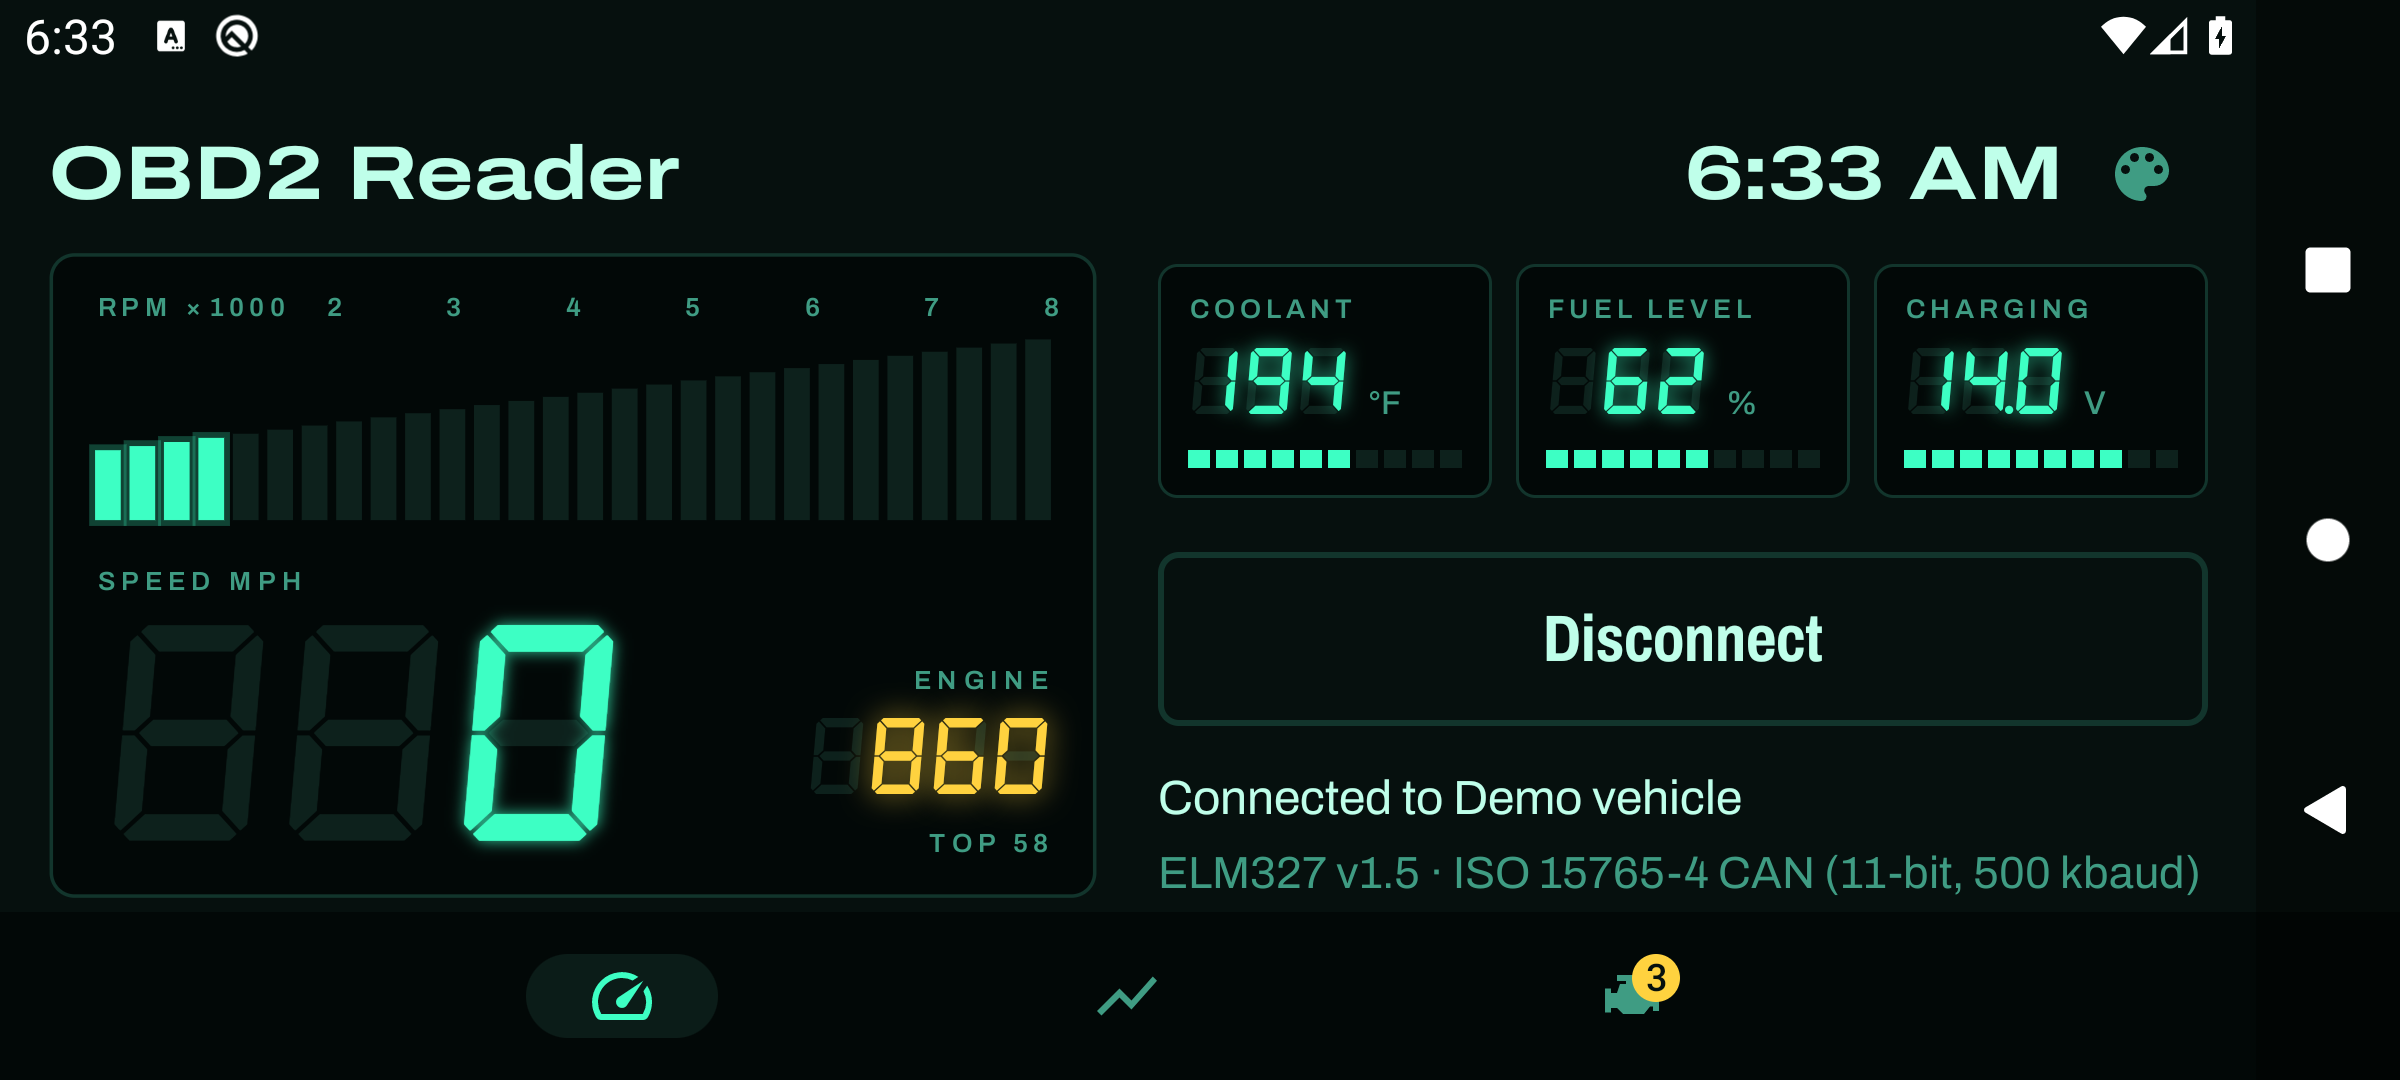 6:33
OBD2 Reader
6:33 AM
RPM ×1000 2 3 4 5 6 7 8
SPEED MPH
0
ENGINE
860
TOP 58
COOLANT
194 °F
FUEL LEVEL
62 %
CHARGING
14.0 V
Disconnect
Connected to Demo vehicle
ELM327 v1.5 · ISO 15765-4 CAN (11-bit, 500 kbaud)
3